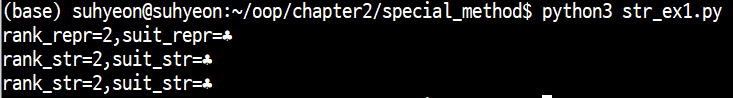 (base) suhyeon@suhyeon:~/oop/chapter2/special_method$ python3 str_ex1.py
rank_repr=2,suit_repr=♣
rank_str=2,suit_str=♣
rank_str=2,suit_str=♣